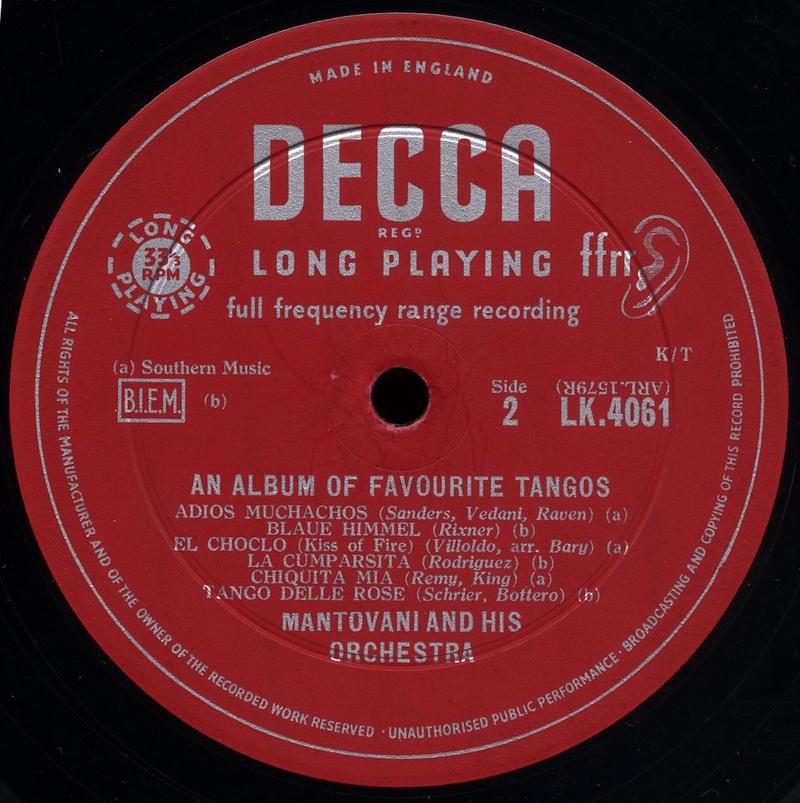 MADE IN ENGLAND
DECCA
REGD
LONG PLAYING
33⅓
RPM
LONG PLAYING
ffrr
full frequency range recording
K/T
(a) Southern Music
B.I.E.M. (b)
Side
2
(ARL.1579R)
LK.4061
AN ALBUM OF FAVOURITE TANGOS
ADIOS MUCHACHOS (Sanders, Vedani, Raven) (a)
BLAUE HIMMEL (Rixner) (b)
EL CHOCLO (Kiss of Fire) (Villoldo, arr. Bary) (a)
LA CUMPARSITA (Rodriguez) (b)
CHIQUITA MIA (Remy, King) (a)
TANGO DELLE ROSE (Schrier, Bottero) (b)
MANTOVANI AND HIS
ORCHESTRA
ALL RIGHTS OF THE MANUFACTURER AND OF THE OWNER OF THE RECORDED WORK RESERVED · UNAUTHORISED PUBLIC PERFORMANCE · BROADCASTING AND COPYING OF THIS RECORD PROHIBITED